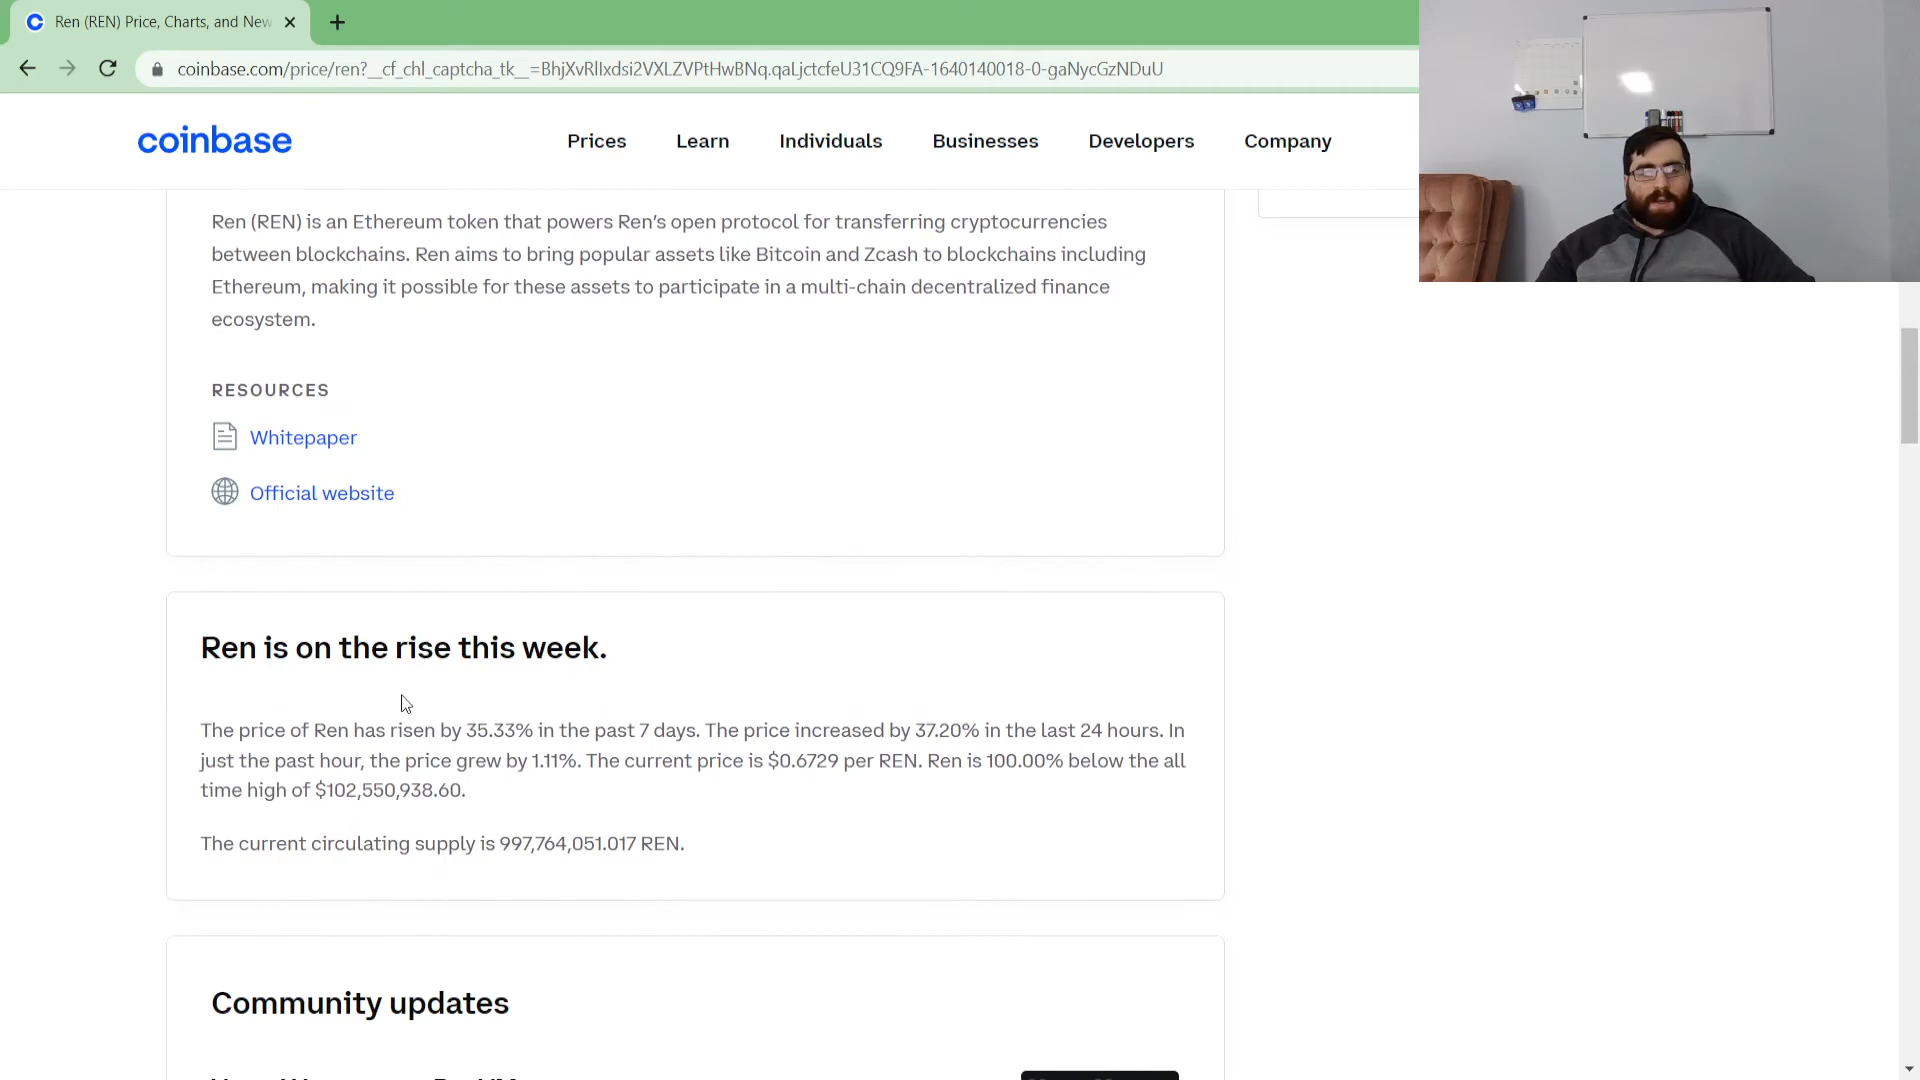 Ren (REN) Price, Charts, and New
coinbase.com/price/ren?__cf_chl_captcha_tk__=BhjXvRlIxdsi2VXLZVPtHwBNq.qaLjctcfeU31CQ9FA-1640140018-0-gaNycGzNDuU
coinbase
Prices Learn Individuals Businesses Developers Company
Ren (REN) is an Ethereum token that powers Ren’s open protocol for transferring cryptocurrencies
between blockchains. Ren aims to bring popular assets like Bitcoin and Zcash to blockchains including
Ethereum, making it possible for these assets to participate in a multi-chain decentralized finance
ecosystem.
RESOURCES
Whitepaper
Official website
Ren is on the rise this week.
The price of Ren has risen by 35.33% in the past 7 days. The price increased by 37.20% in the last 24 hours. In
just the past hour, the price grew by 1.11%. The current price is $0.6729 per REN. Ren is 100.00% below the all
time high of $102,550,938.60.
The current circulating supply is 997,764,051.017 REN.
Community updates